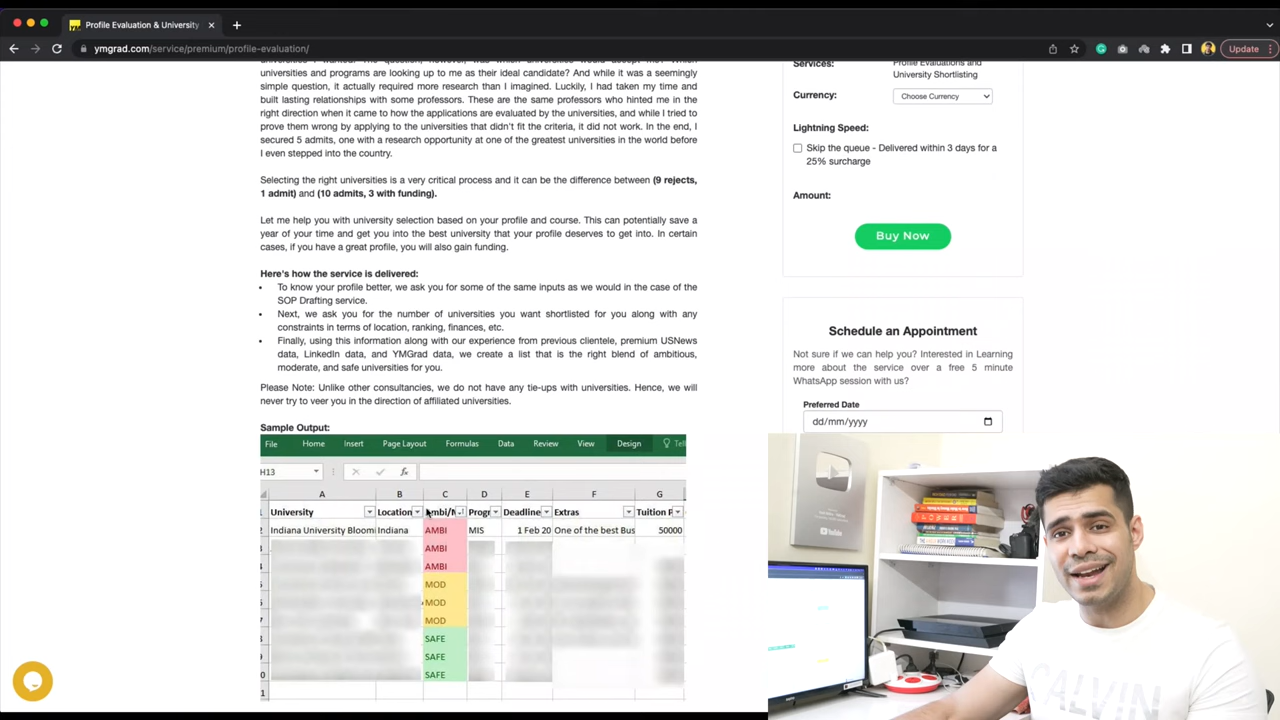 Profile Evaluation & University
ymgrad.com/service/premium/profile-evaluation/
Update
universities and programs are looking up to me as their ideal candidate? And while it was a seemingly
simple question, it actually required more research than I imagined. Luckily, I had taken my time and
built lasting relationships with some professors. These are the same professors who hinted me in the
right direction when it came to how the applications are evaluated by the universities, and while I tried to
prove them wrong by applying to the universities that didn't fit the criteria, it did not work. In the end, I
secured 5 admits, one with a research opportunity at one of the greatest universities in the world before
I even stepped into the country.
Selecting the right universities is a very critical process and it can be the difference between (9 rejects,
1 admit) and (10 admits, 3 with funding).
Let me help you with university selection based on your profile and course. This can potentially save a
year of your time and get you into the best university that your profile deserves to get into. In certain
cases, if you have a great profile, you will also gain funding.
Here's how the service is delivered:
• To know your profile better, we ask you for some of the same inputs as we would in the case of the
SOP Drafting service.
• Next, we ask you for the number of universities you want shortlisted for you along with any
constraints in terms of location, ranking, finances, etc.
• Finally, using this information along with our experience from previous clientele, premium USNews
data, LinkedIn data, and YMGrad data, we create a list that is the right blend of ambitious,
moderate, and safe universities for you.
Please Note: Unlike other consultancies, we do not have any tie-ups with universities. Hence, we will
never try to veer you in the direction of affiliated universities.
Sample Output:
File Home Insert Page Layout Formulas Data Review View Design Tell
H13
A B C D E F G
1 University Location Ambi/M Progr Deadline Extras Tuition F
2 Indiana University Bloom Indiana AMBI MIS 1 Feb 20 One of the best Bus 50000
3 AMBI
4 AMBI
5 MOD
6 MOD
7 MOD
8 SAFE
9 SAFE
0 SAFE
1
Services: Profile Evaluations and
University Shortlisting
Currency: Choose Currency
Lightning Speed:
Skip the queue - Delivered within 3 days for a
25% surcharge
Amount:
Buy Now
Schedule an Appointment
Not sure if we can help you? Interested in Learning
more about the service over a free 5 minute
WhatsApp session with us?
Preferred Date
dd/mm/yyyy
YouTube
CALVIN